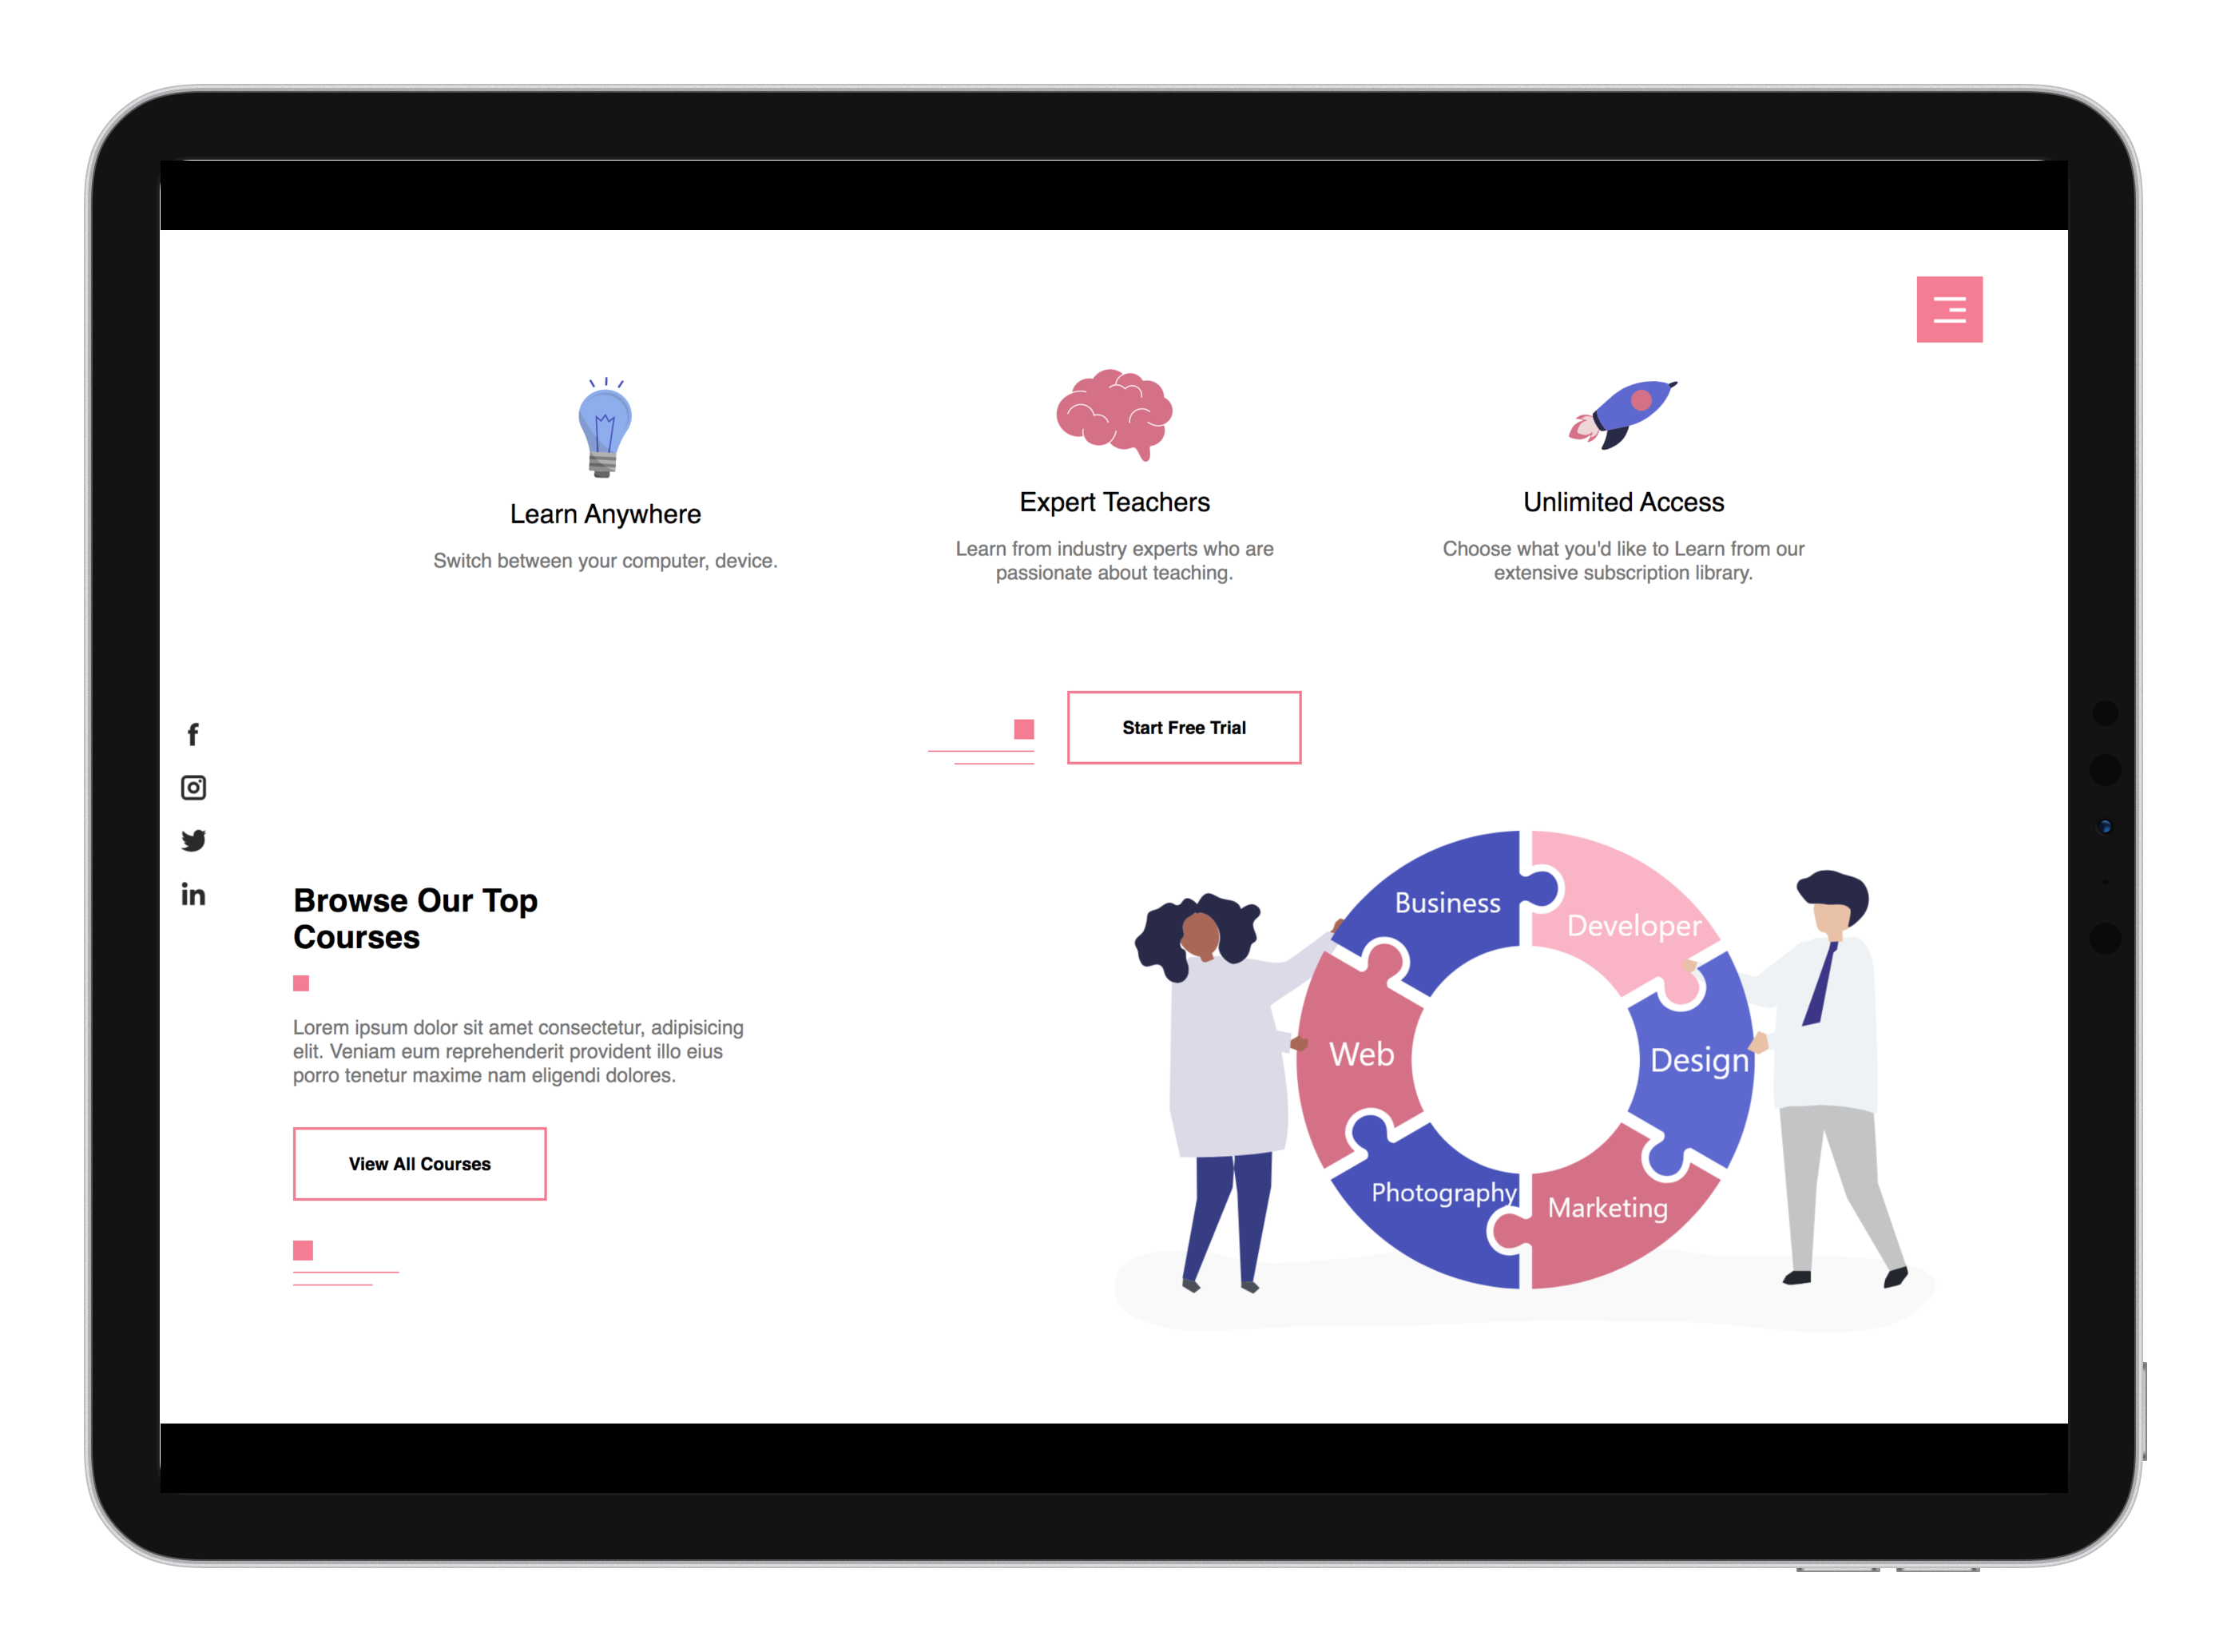 Learn Anywhere
Switch between your computer, device.
Expert Teachers
Learn from industry experts who are
passionate about teaching.
Unlimited Access
Choose what you'd like to Learn from our
extensive subscription library.
Start Free Trial
f
in
Browse Our Top
Courses
Lorem ipsum dolor sit amet consectetur, adipisicing
elit. Veniam eum reprehenderit provident illo eius
porro tenetur maxime nam eligendi dolores.
View All Courses
Business
Developer
Web
Design
Photography
Marketing